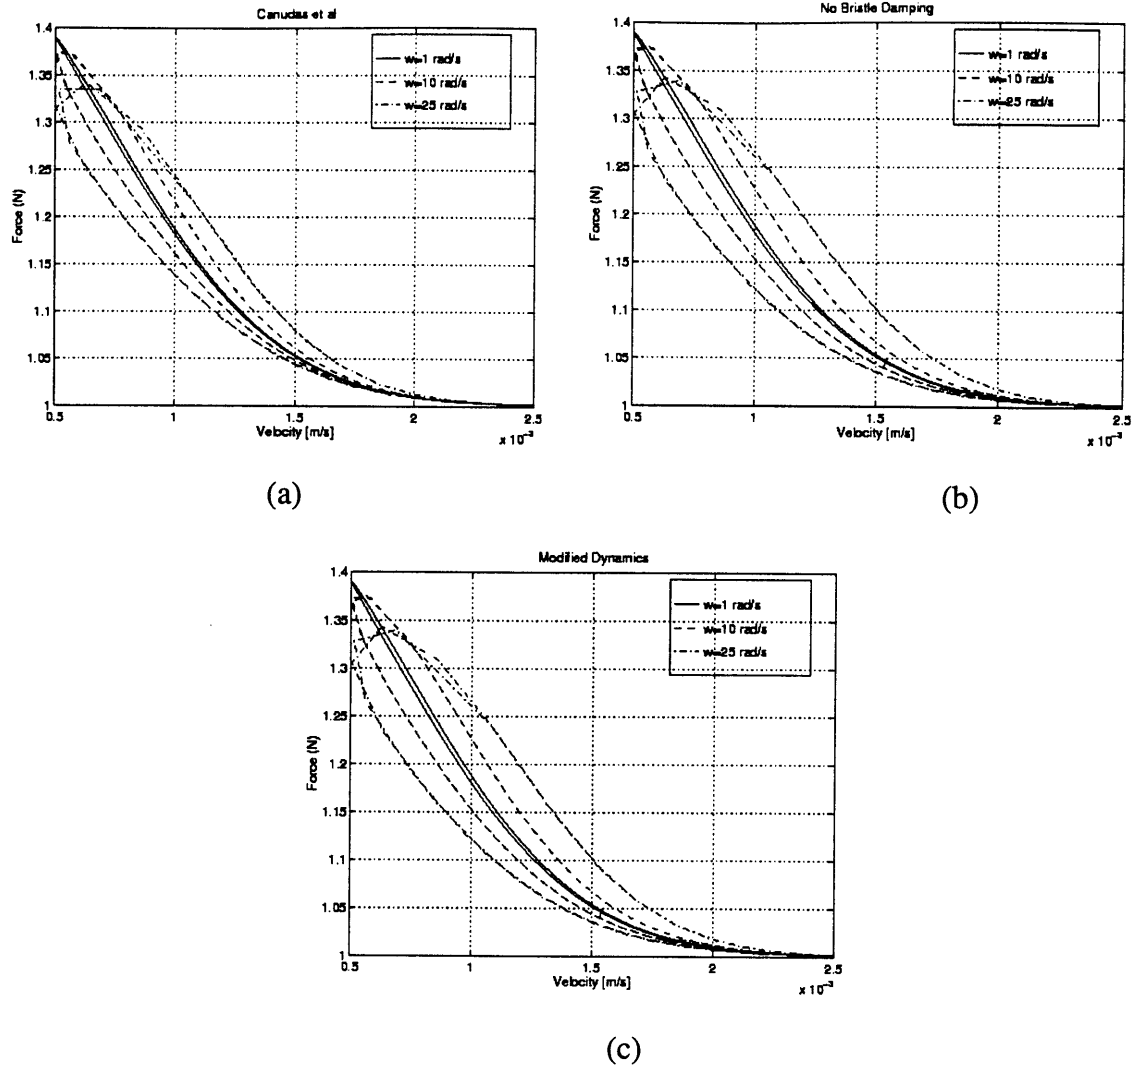 Canudas et al
1.4
1.35
1.3
1.25
1.2
1.15
1.1
1.05
1
Force (N)
w=1 rad/s
w=10 rad/s
w=25 rad/s
0.5
1
1.5
2
2.5
Velocity [m/s]
x 10⁻³
(a)
No Bristle Damping
1.4
1.35
1.3
1.25
1.2
1.15
1.1
1.05
1
Force (N)
w=1 rad/s
w=10 rad/s
w=25 rad/s
0.5
1
1.5
2
2.5
Velocity [m/s]
x 10⁻³
(b)
Modified Dynamics
1.4
1.35
1.3
1.25
1.2
1.15
1.1
1.05
1
Force (N)
w=1 rad/s
w=10 rad/s
w=25 rad/s
0.5
1
1.5
2
2.5
Velocity [m/s]
x 10⁻³
(c)